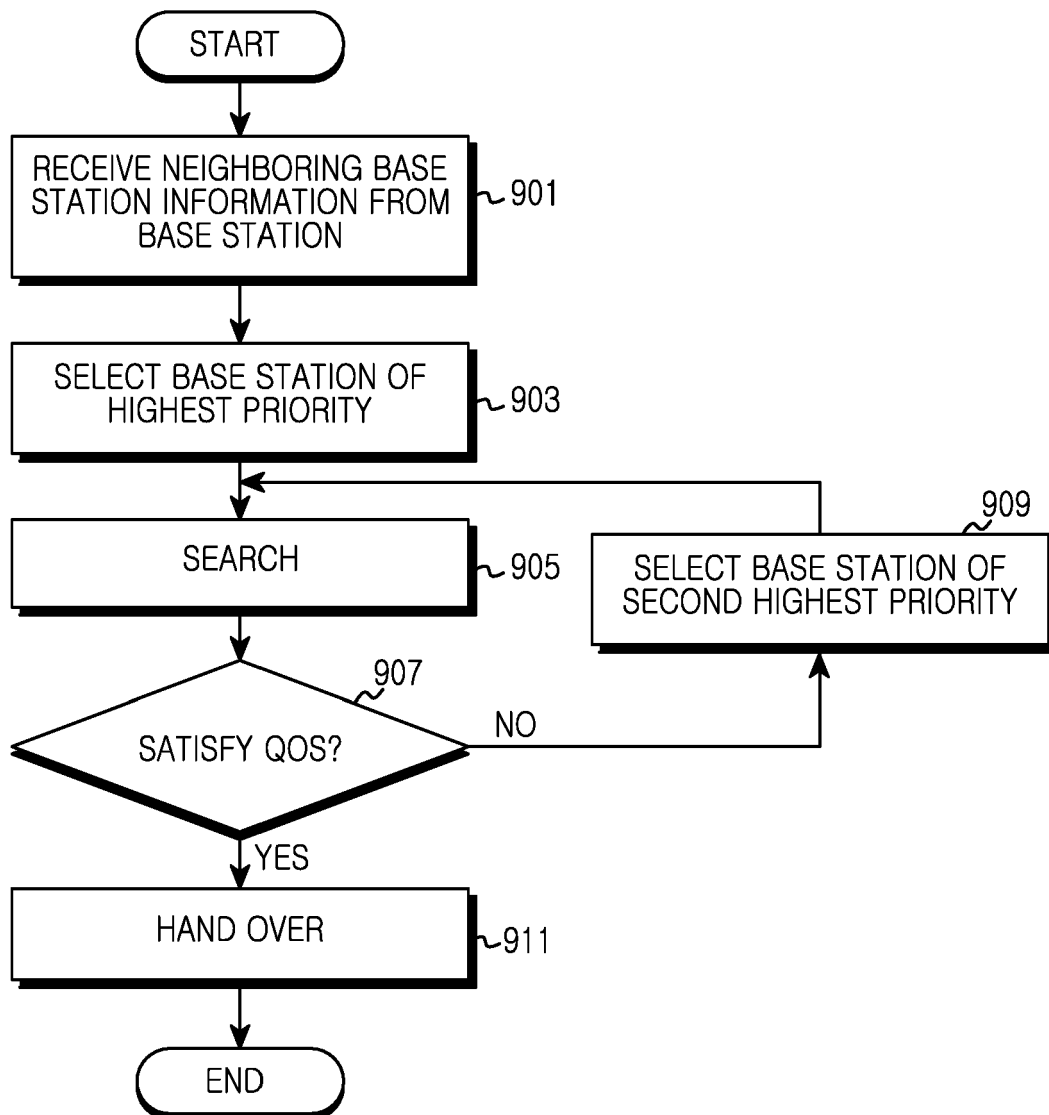 START
RECEIVE NEIGHBORING BASE
STATION INFORMATION FROM
BASE STATION
901
SELECT BASE STATION OF
HIGHEST PRIORITY
903
SEARCH
905
909
SELECT BASE STATION OF
SECOND HIGHEST PRIORITY
907
SATISFY QOS?
NO
YES
HAND OVER
911
END